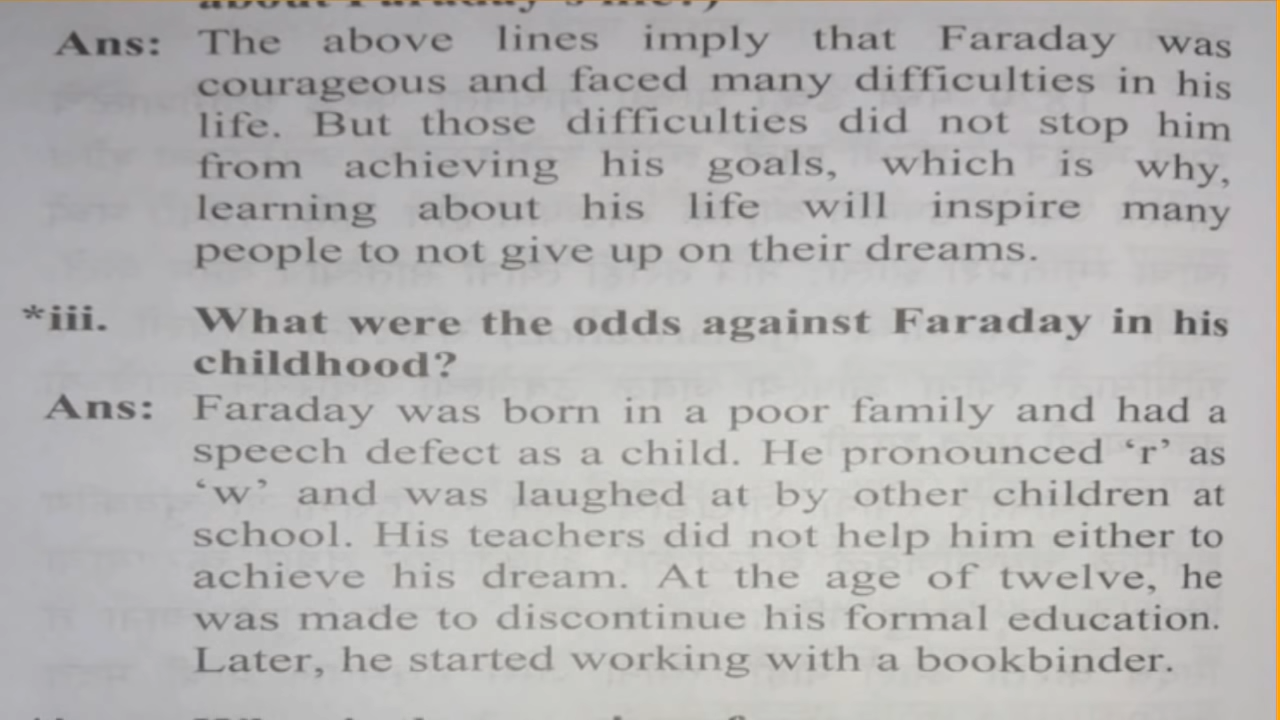 about Faraday's life?)
Ans: The above lines imply that Faraday was
courageous and faced many difficulties in his
life. But those difficulties did not stop him
from achieving his goals, which is why,
learning about his life will inspire many
people to not give up on their dreams.
*iii. What were the odds against Faraday in his
childhood?
Ans: Faraday was born in a poor family and had a
speech defect as a child. He pronounced ‘r’ as
‘w’ and was laughed at by other children at
school. His teachers did not help him either to
achieve his dream. At the age of twelve, he
was made to discontinue his formal education.
Later, he started working with a bookbinder.